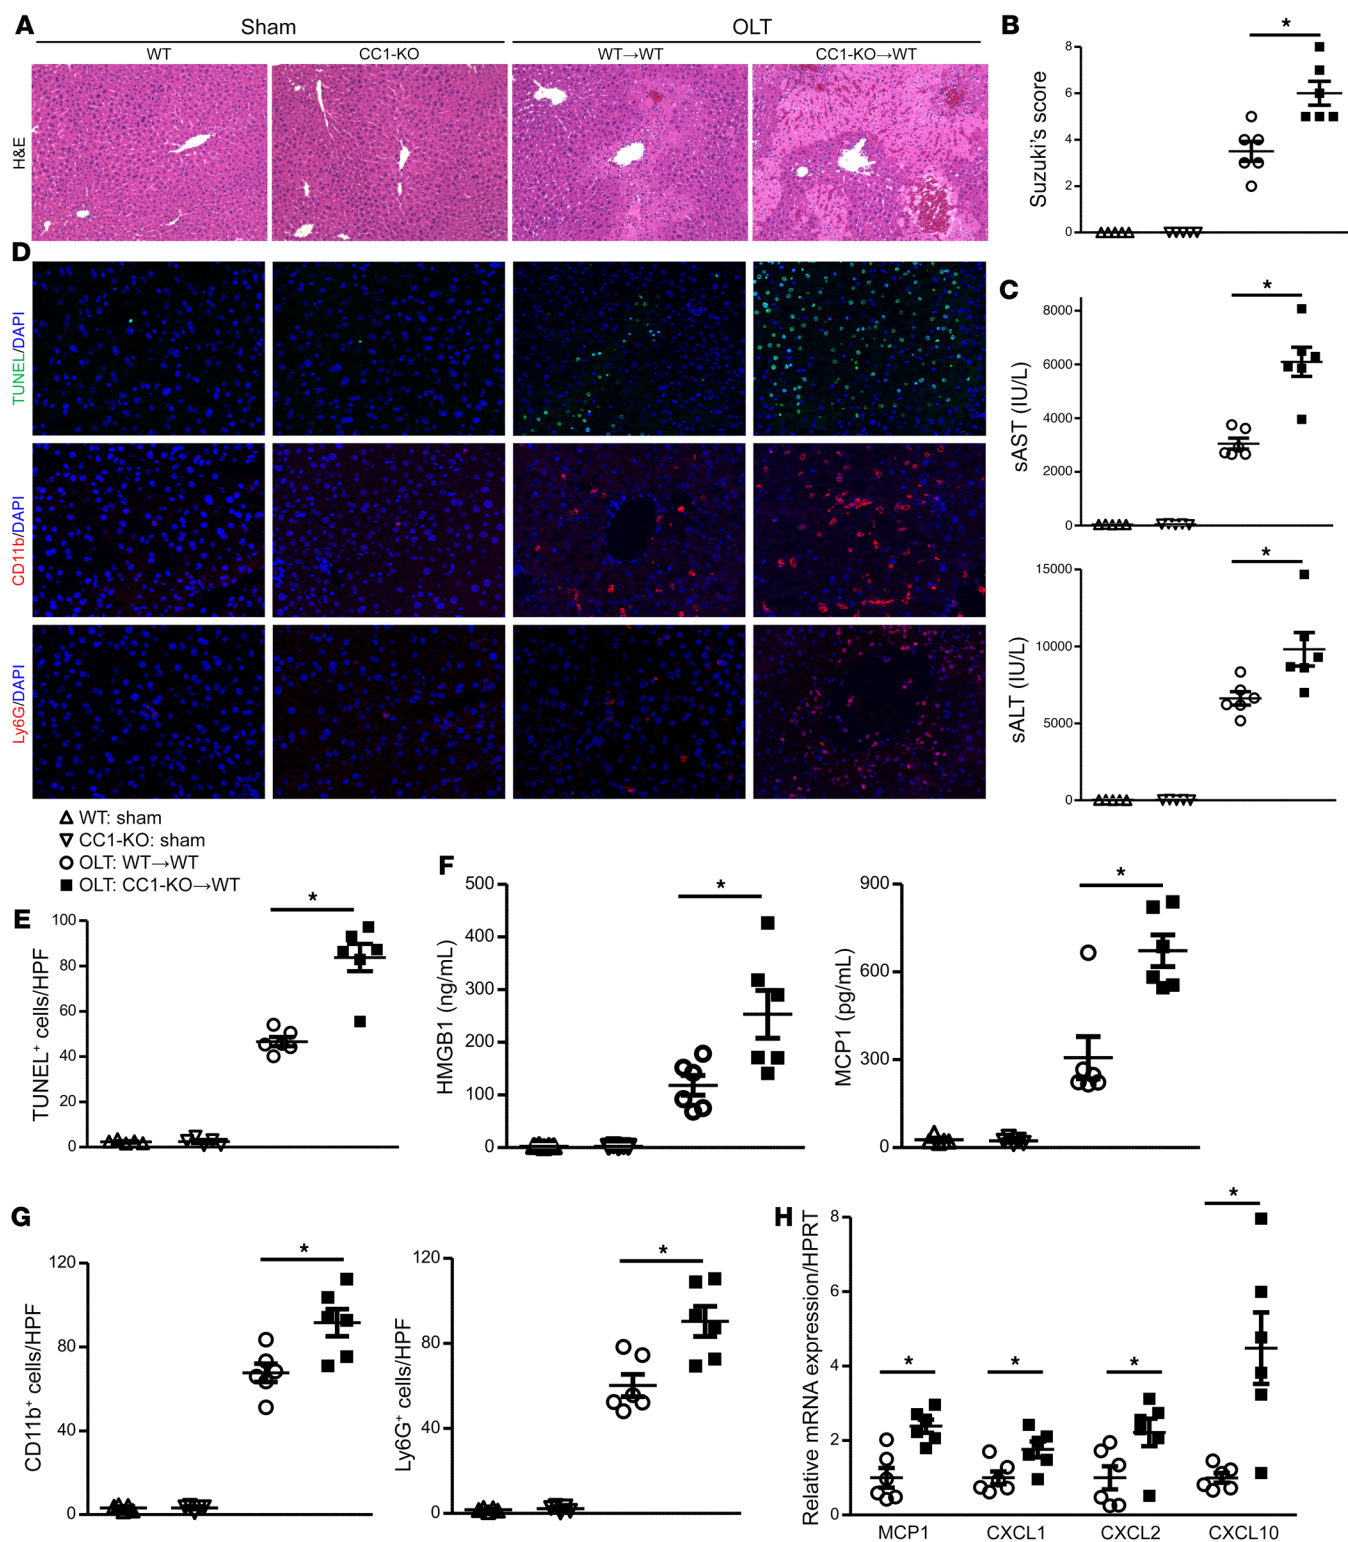 A
Sham
OLT
WT
CC1-KO
WT→WT
CC1-KO→WT
H&E
B
Suzuki's score
8
6
4
2
0
*
C
sAST (IU/L)
8000
6000
4000
2000
0
*
sALT (IU/L)
15000
10000
5000
0
*
D
TUNEL/DAPI
CD11b/DAPI
Ly6G/DAPI
WT: sham
CC1-KO: sham
OLT: WT→WT
OLT: CC1-KO→WT
E
TUNEL⁺ cells/HPF
100
80
60
40
20
0
*
F
HMGB1 (ng/mL)
500
400
300
200
100
0
*
MCP1 (pg/mL)
900
600
300
0
*
G
CD11b⁺ cells/HPF
120
80
40
0
*
Ly6G⁺ cells/HPF
120
80
40
0
*
H
Relative mRNA expression/HPRT
8
6
4
2
0
*
*
*
*
MCP1
CXCL1
CXCL2
CXCL10